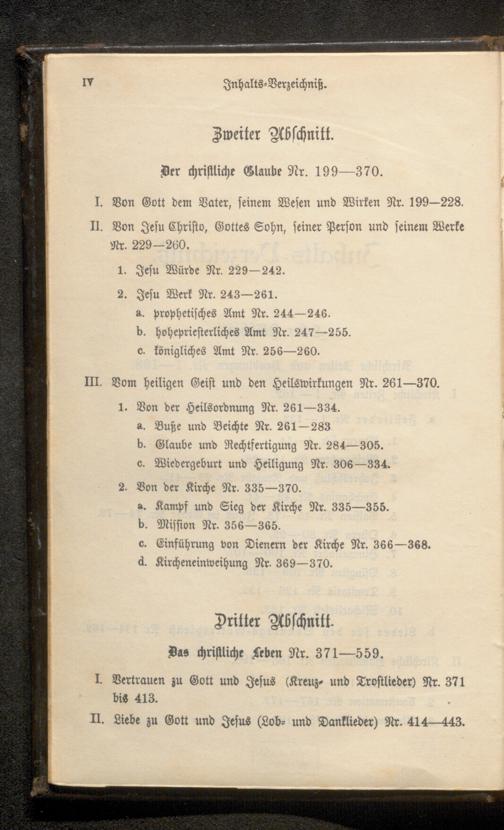 IV
Inhalts-Verzeichniß.
Zweiter Abschnitt.
Der christliche Glaube Nr. 199—370.
I. Von Gott dem Vater, seinem Wesen und Wirken Nr. 199—228.
II. Von Jesu Christo, Gottes Sohn, seiner Person und seinem Werke
Nr. 229—260.
1. Jesu Würde Nr. 229—242.
2. Jesu Werk Nr. 243—261.
a. prophetisches Amt Nr. 244—246.
b. hohepriesterliches Amt Nr. 247—255.
c. königliches Amt Nr. 256—260.
III. Vom heiligen Geist und den Heilswirkungen Nr. 261—370.
1. Von der Heilsordnung Nr. 261—334.
a. Buße und Beichte Nr. 261—283
b. Glaube und Rechtfertigung Nr. 284—305.
c. Wiedergeburt und Heiligung Nr. 306—334.
2. Von der Kirche Nr. 335—370.
a. Kampf und Sieg der Kirche Nr. 335—355.
b. Mission Nr. 356—365.
c. Einführung von Dienern der Kirche Nr. 366—368.
d. Kircheneinweihung Nr. 369—370.
Dritter Abschnitt.
Das christliche Leben Nr. 371—559.
I. Vertrauen zu Gott und Jesus (Kreuz- und Trostlieder) Nr. 371
bis 413.
II. Liebe zu Gott und Jesus (Lob- und Danklieder) Nr. 414—443.